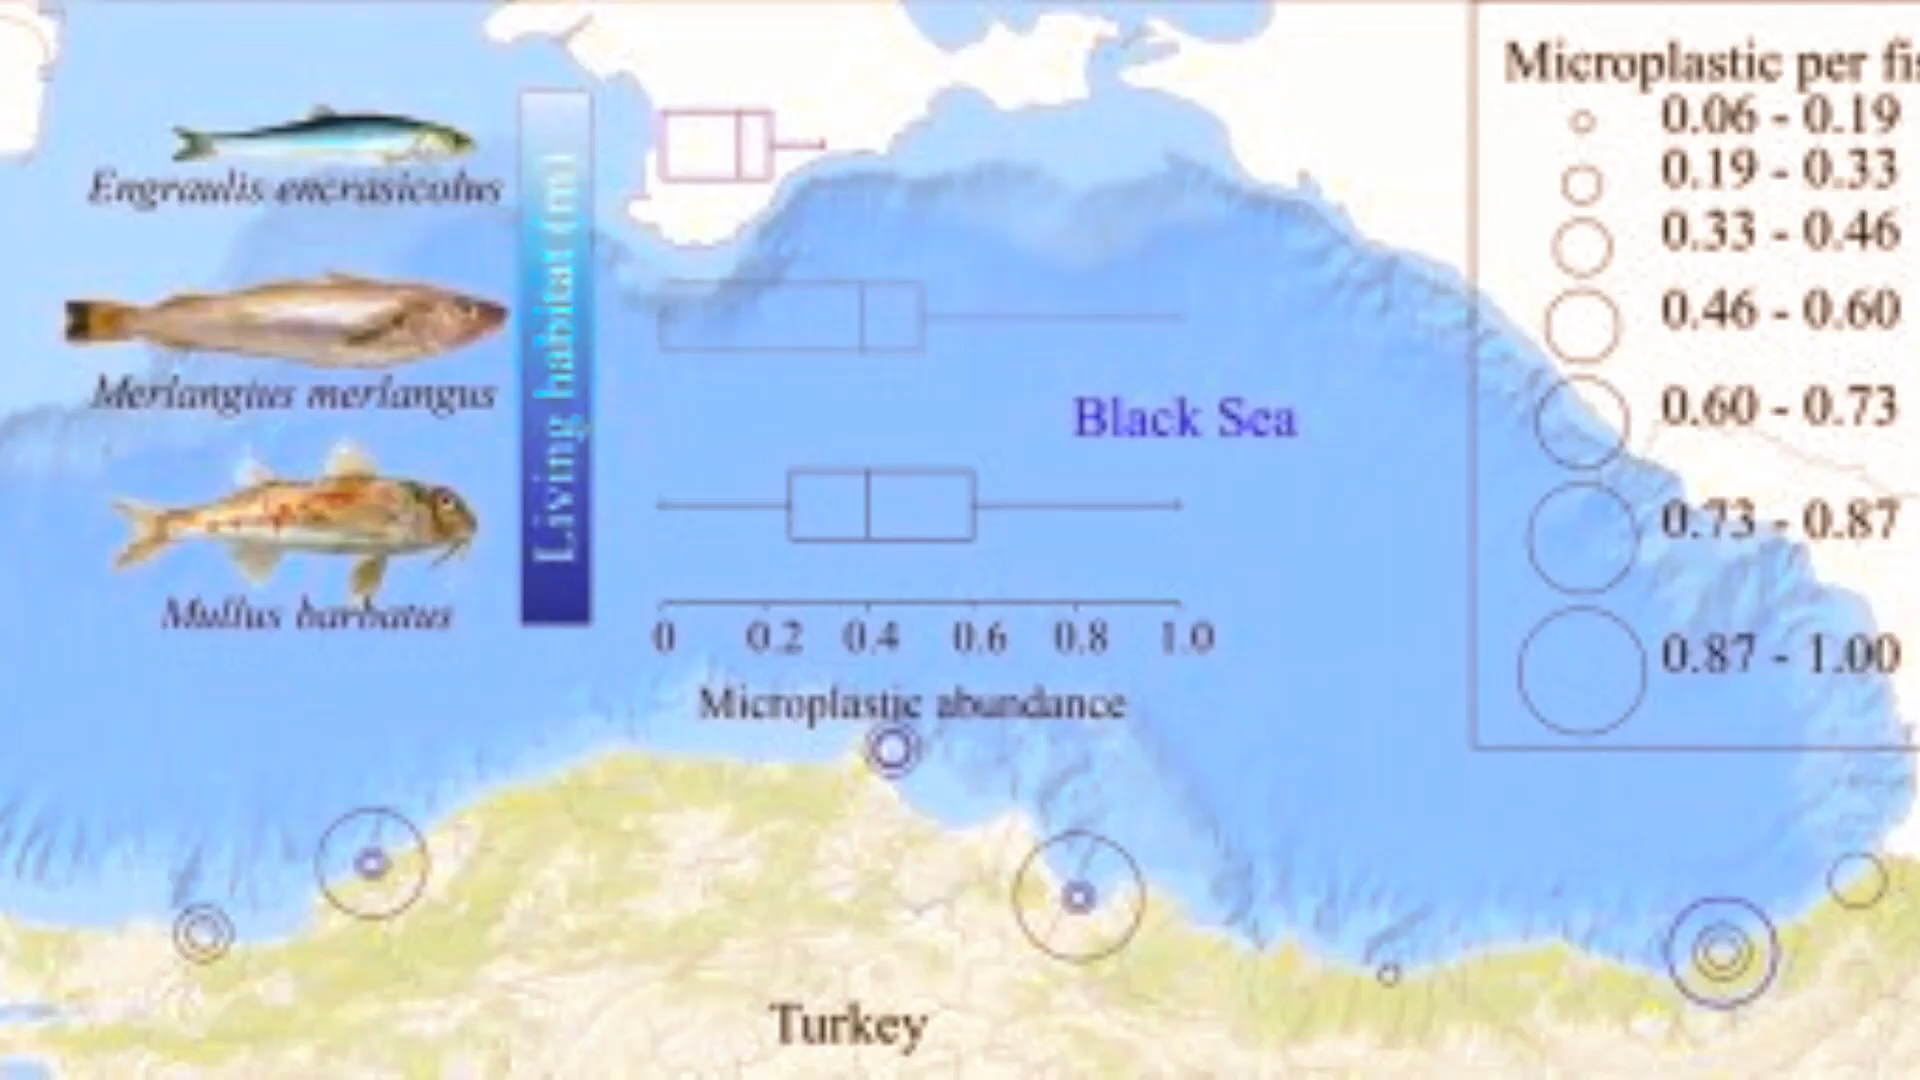 Microplastic per fis
0.06 - 0.19
0.19 - 0.33
0.33 - 0.46
0.46 - 0.60
0.60 - 0.73
0.73 - 0.87
0.87 - 1.00
Engraulis encrasicolus
Merlangius merlangus
Mullus barbatus
Living habitat (m)
Black Sea
0 0.2 0.4 0.6 0.8 1.0
Microplastic abundance
Turkey